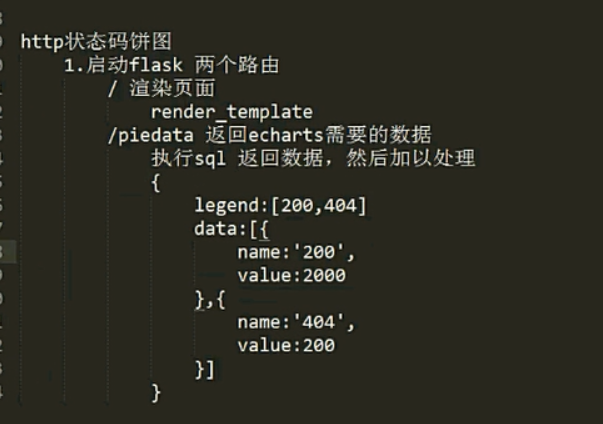 http状态码饼图
1.启动flask 两个路由
/ 渲染页面
render_template
/piedata 返回echarts需要的数据
执行sql 返回数据，然后加以处理
{
legend:[200,404]
data:[{
name:'200',
value:2000
},{
name:'404',
value:200
}]
}